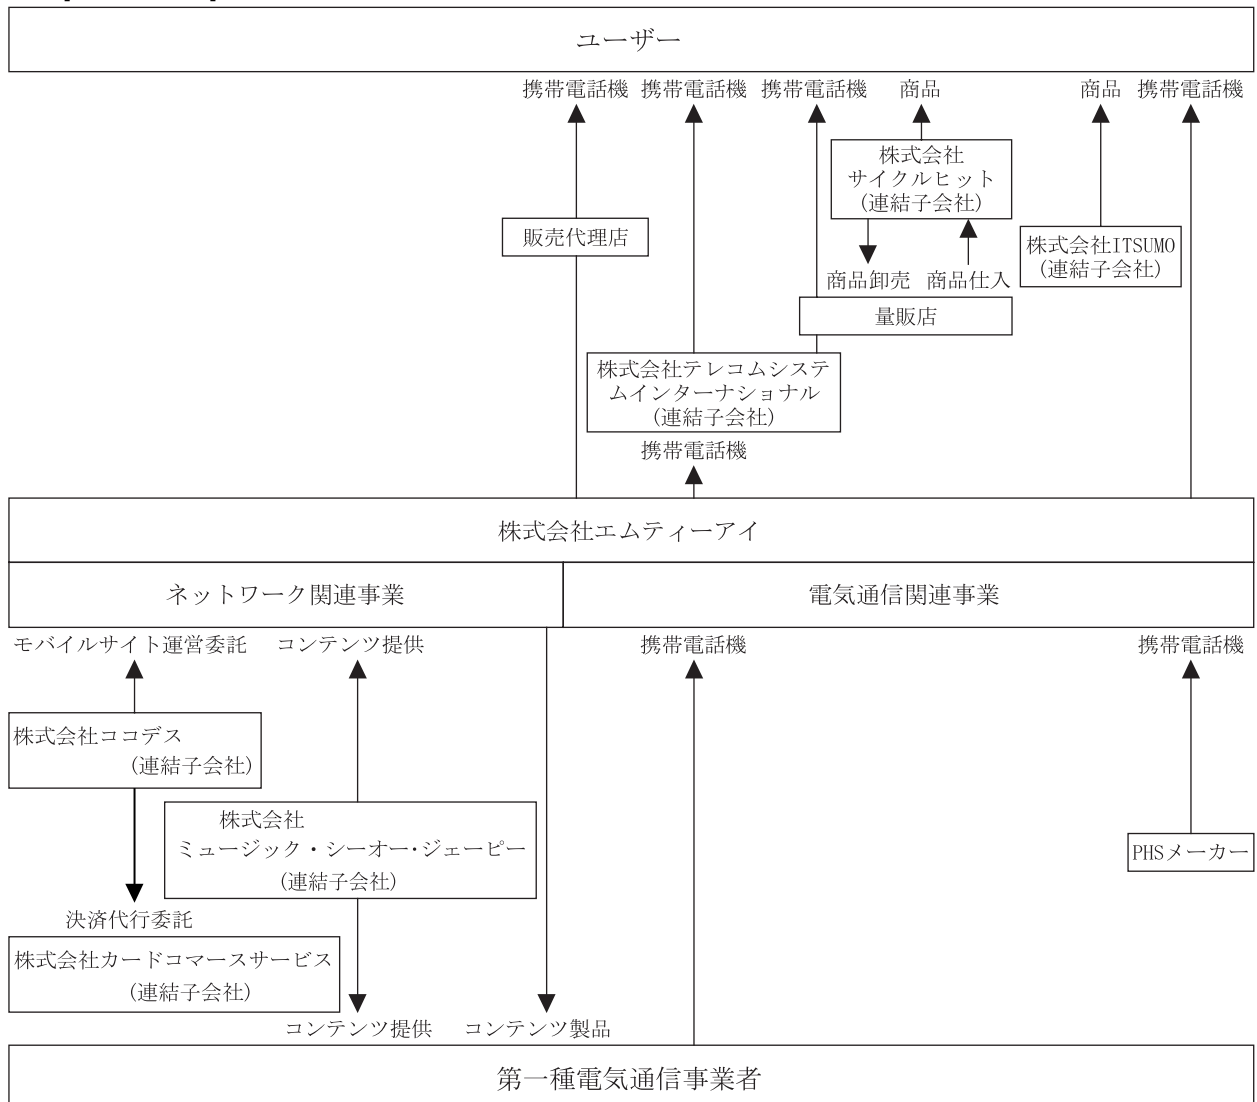 ユーザー
携帯電話機 携帯電話機 携帯電話機 商品 商品 携帯電話機
株式会社
サイクルヒット
(連結子会社)
販売代理店
株式会社ITSUMO
(連結子会社)
商品卸売 商品仕入
量販店
株式会社テレコムシステ
ムインターナショナル
(連結子会社)
携帯電話機
株式会社エムティーアイ
ネットワーク関連事業 電気通信関連事業
モバイルサイト運営委託 コンテンツ提供 携帯電話機 携帯電話機
株式会社ココデス
(連結子会社)
株式会社
ミュージック・シーオー・ジェーピー
(連結子会社)
PHSメーカー
決済代行委託
株式会社カードコマースサービス
(連結子会社)
コンテンツ提供 コンテンツ製品
第一種電気通信事業者